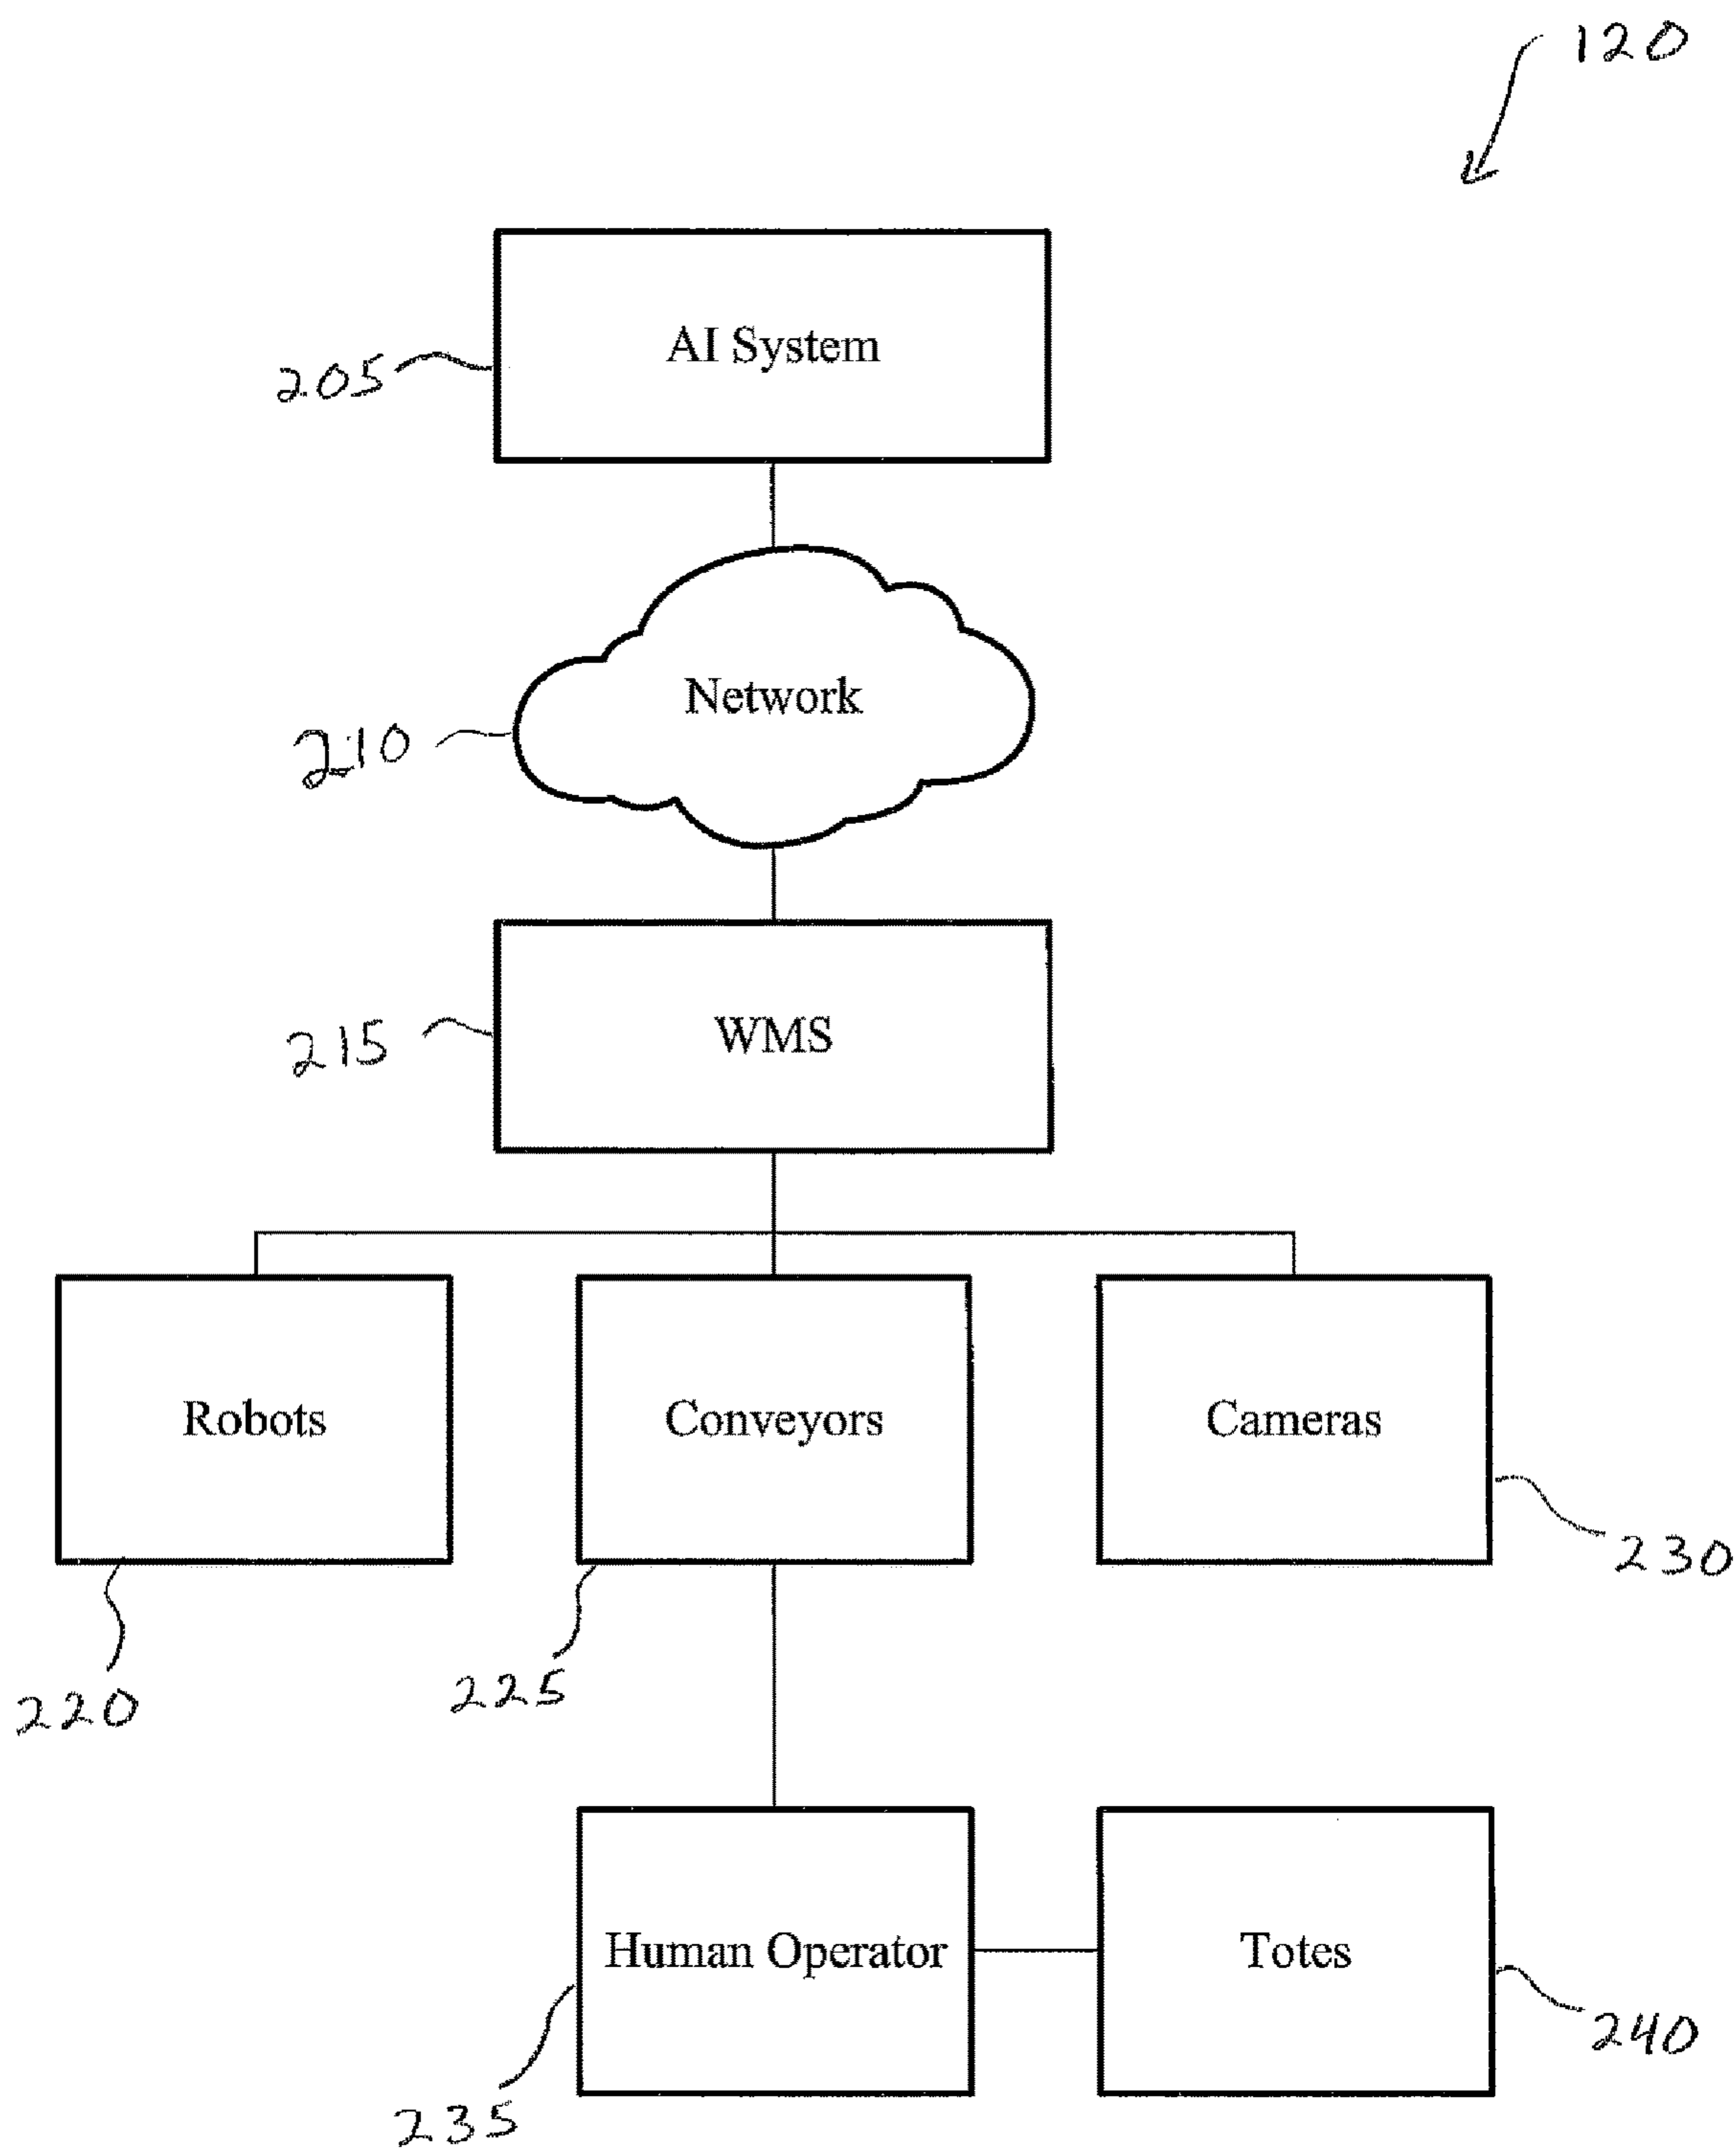 120
AI System
205
Network
210
WMS
215
Robots
Conveyors
Cameras
230
220
225
Human Operator
Totes
240
235